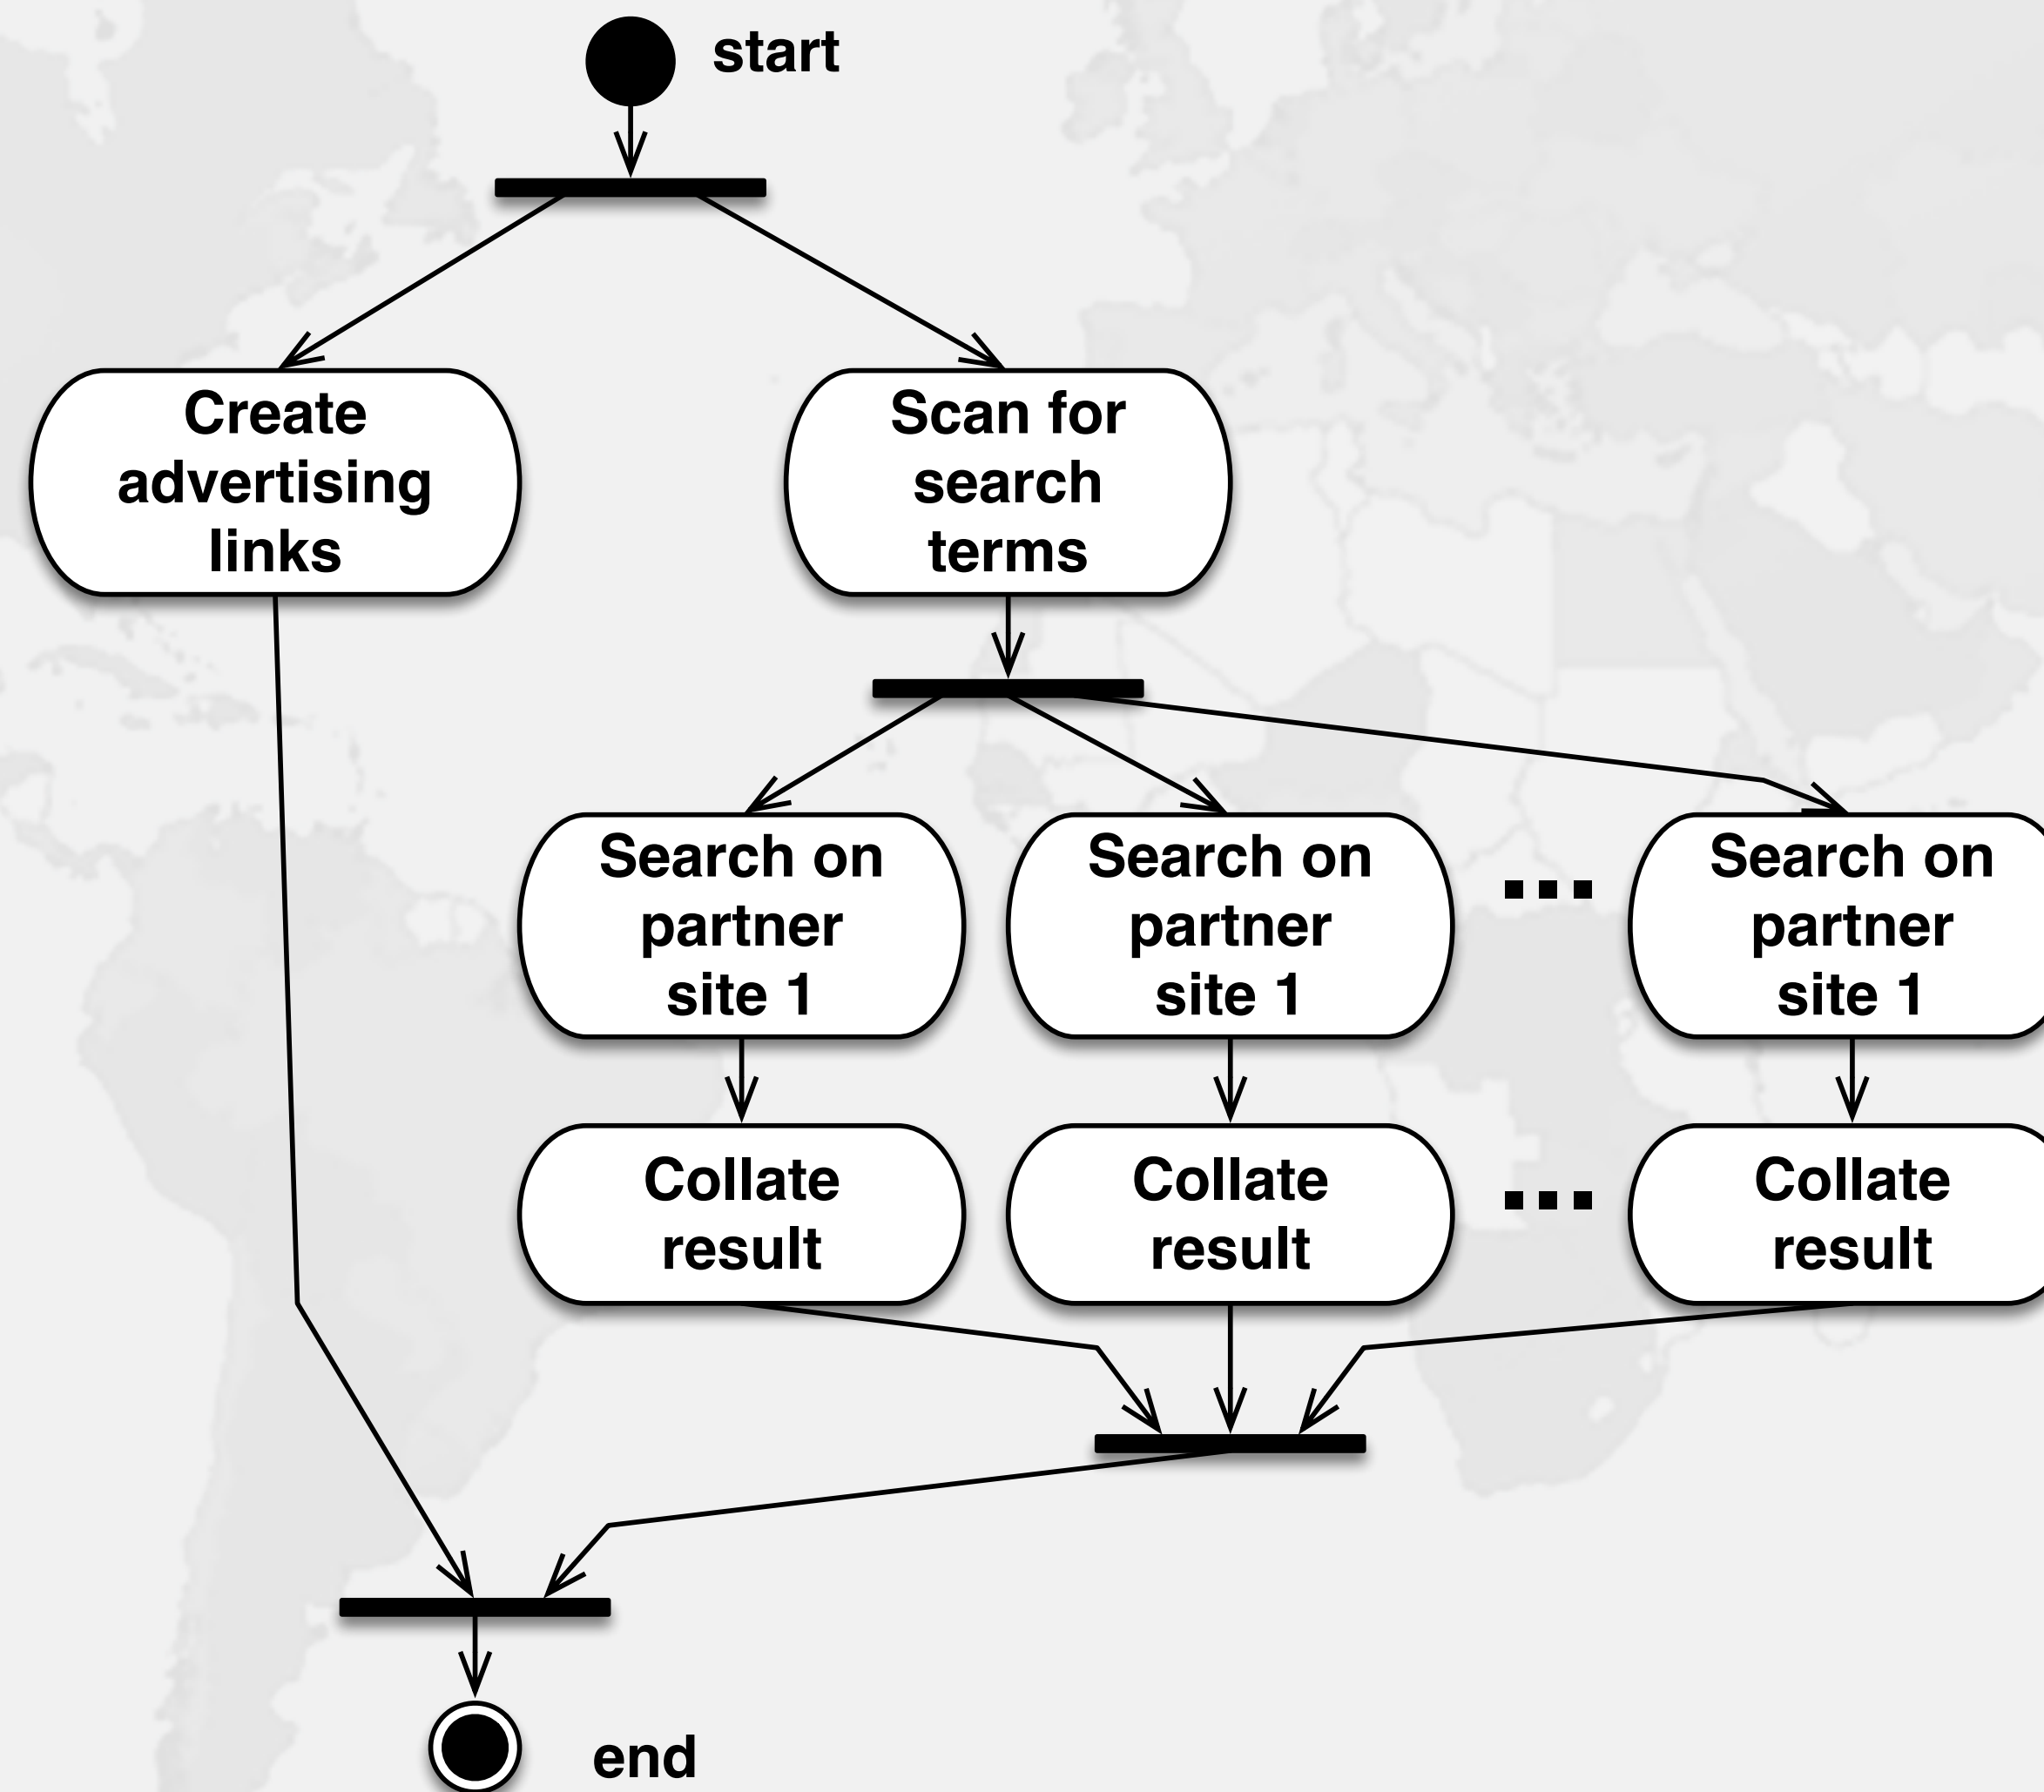 start
Create
advertising
links
Scan for
search
terms
Search on
partner
site 1
Search on
partner
site 1
...
Search on
partner
site 1
Collate
result
Collate
result
...
Collate
result
end